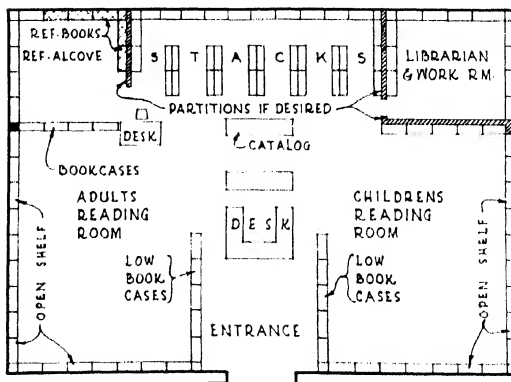 REF. BOOKS
REF. ALCOVE
S T A C K S
LIBRARIAN
& WORK RM.
PARTITIONS IF DESIRED
DESK
CATALOG
BOOKCASES
ADULTS
READING
ROOM
DESK
CHILDRENS
READING
ROOM
OPEN SHELF
LOW
BOOK
CASES
LOW
BOOK
CASES
OPEN SHELF
ENTRANCE